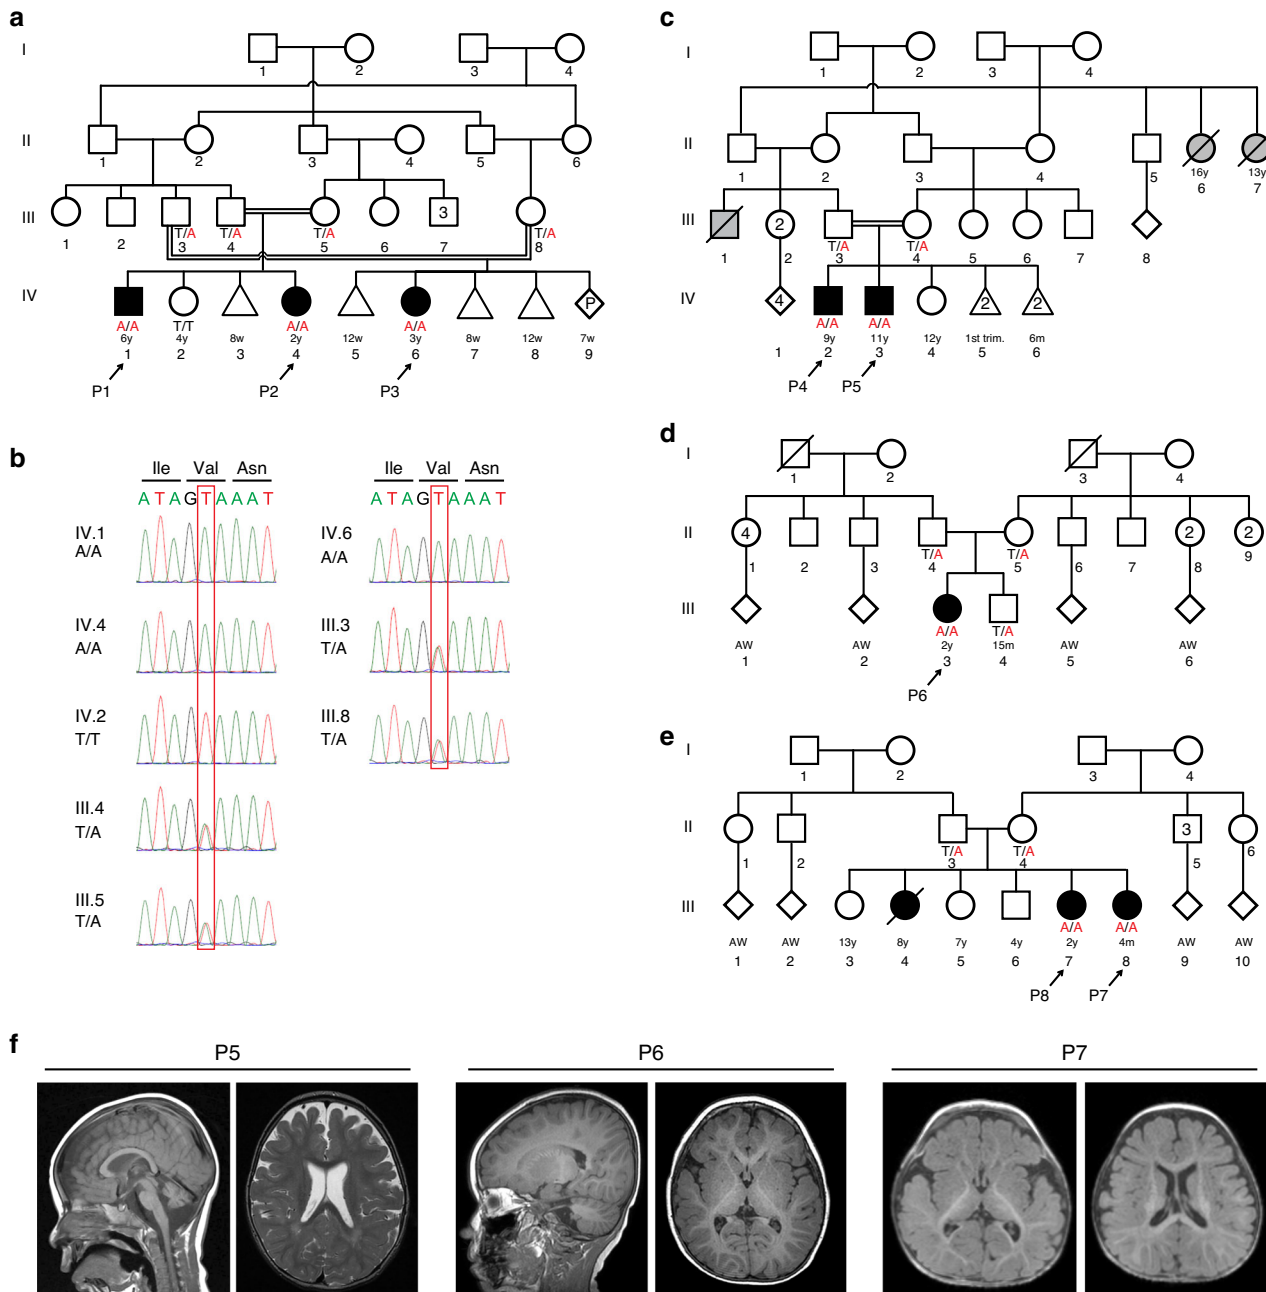 a
I
1 2 3 4
II
1 2 3 4 5 6
III
3
T/A T/A T/A T/A
1 2 3 4 5 6 7 8
IV
P
A/A T/T A/A A/A
6y 4y 8w 2y 12w 3y 8w 12w 7w
1 2 3 4 5 6 7 8 9
P1 P2 P3
b
Ile Val Asn
A T A G T A A A T
IV.1
A/A
IV.4
A/A
IV.2
T/T
III.4
T/A
III.5
T/A
Ile Val Asn
A T A G T A A A T
IV.6
A/A
III.3
T/A
III.8
T/A
c
I
1 2 3 4
II
1 2 3 4 5
16y 13y
6 7
III
2
T/A T/A
1 2 3 4 5 6 7 8
IV
4 2 2
A/A A/A
9y 11y 12y 1st trim. 6m
1 2 3 4 5 6
P4 P5
d
I
1 2 3 4
II
4 2 2
T/A T/A
1 2 3 4 5 6 7 8 9
III
A/A T/A
AW AW 2y 15m AW AW
1 2 3 4 5 6
P6
e
I
1 2 3 4
II
3
T/A T/A
1 2 3 4 5 6
III
A/A A/A
AW AW 13y 8y 7y 4y 2y 4m AW AW
1 2 3 4 5 6 7 8 9 10
P8 P7
f
P5 P6 P7